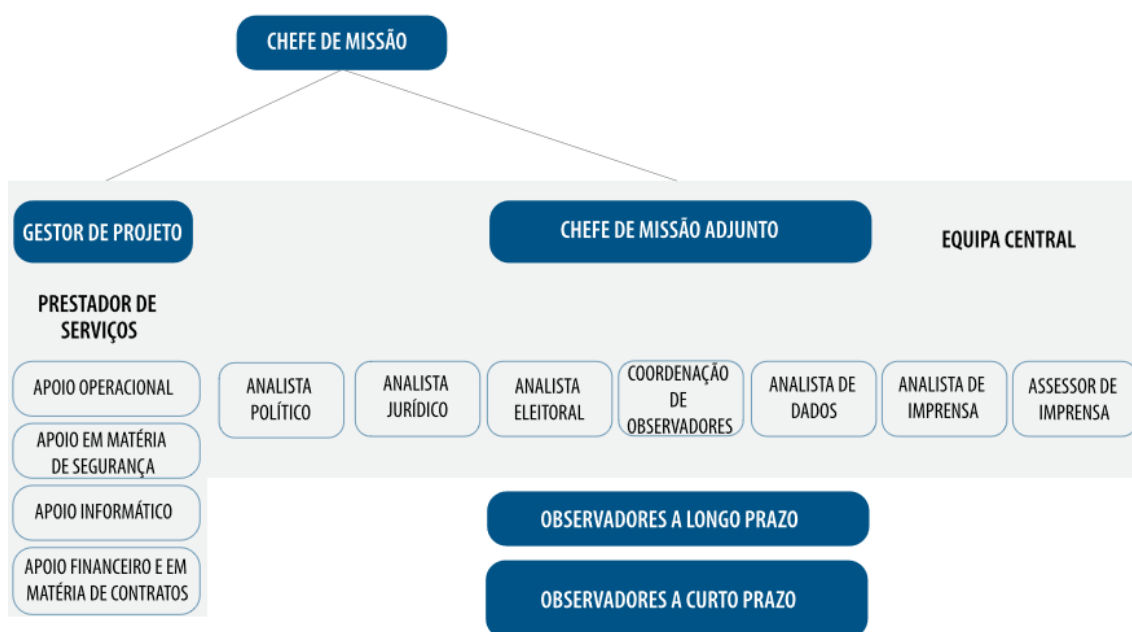 CHEFE DE MISSÃO
GESTOR DE PROJETO
CHEFE DE MISSÃO ADJUNTO
EQUIPA CENTRAL
PRESTADOR DE
SERVIÇOS
APOIO OPERACIONAL
APOIO EM MATÉRIA
DE SEGURANÇA
APOIO INFORMÁTICO
APOIO FINANCEIRO E EM
MATÉRIA DE CONTRATOS
ANALISTA
POLÍTICO
ANALISTA
JURÍDICO
ANALISTA
ELEITORAL
COORDENAÇÃO
DE
OBSERVADORES
ANALISTA DE
DADOS
ANALISTA DE
IMPRENSA
ASSESSOR DE
IMPRENSA
OBSERVADORES A LONGO PRAZO
OBSERVADORES A CURTO PRAZO